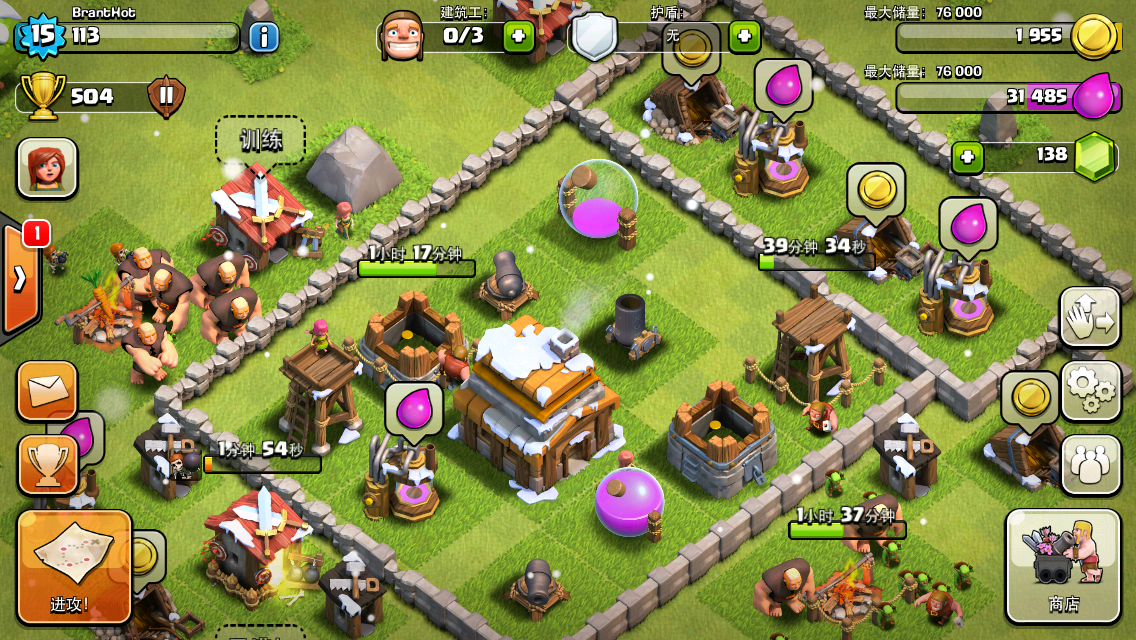 BrantHot
15
113
建筑工:
0/3
护盾:
无
最大储量: 76 000
1 955
最大储量: 76 000
31 485
138
504
训练
1
1小时 17分钟
39分钟 34秒
1分钟 54秒
1小时 37分钟
进攻!
商店